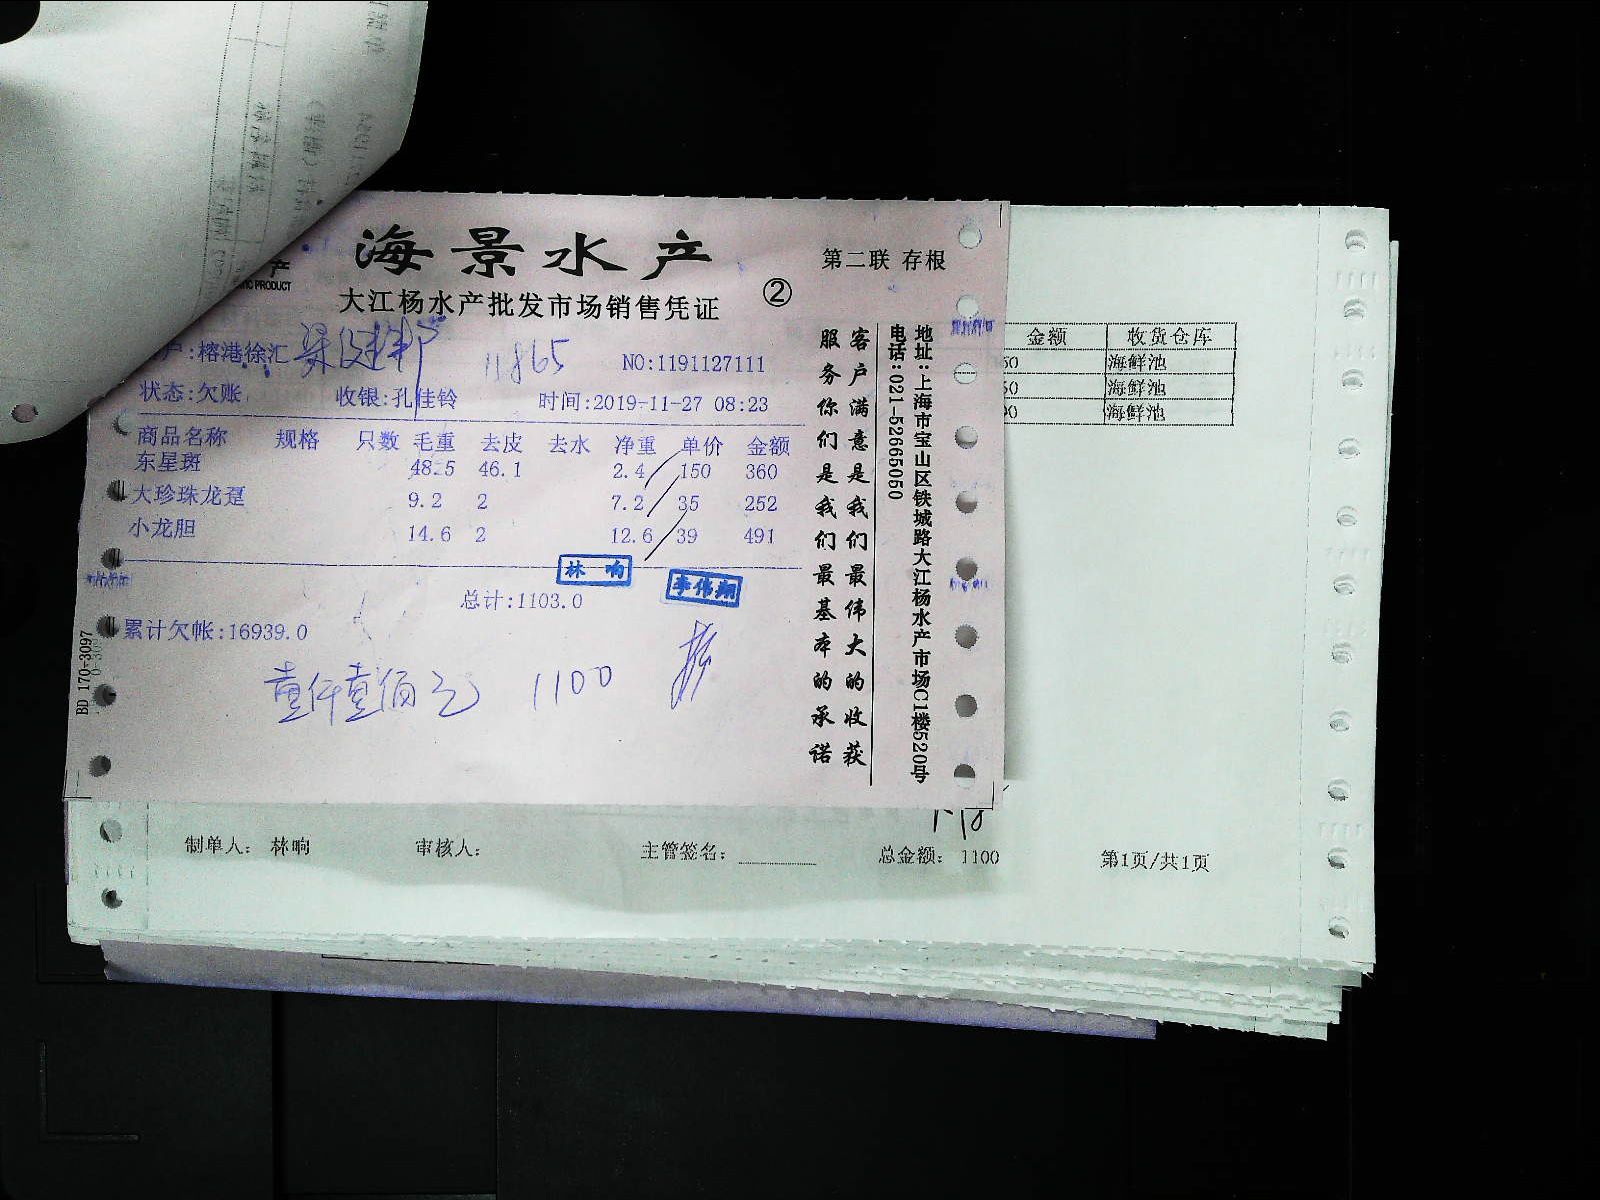 海景水产
第二联 存根
产
TIC PRODUCT
大江杨水产批发市场销售凭证
②
户:榕港徐汇
11865
NO:1191127111
状态:欠账
收银:孔佳铃
时间:2019-11-27 08:23
商品名称 规格 只数 毛重 去皮 去水 净重 单价 金额
东星斑 48.5 46.1 2.4 150 360
大珍珠龙趸 9.2 2 7.2 35 252
小龙胆 14.6 2 12.6 39 491
林 响
李伟翔
总计:1103.0
累计欠帐:16939.0
壹仟壹佰元 1100
BD 170-3097
客户满意是我们最伟大的收获
服务你们是我们最基本的承诺
地址:上海市宝山区铁城路大江杨水产市场C1楼520号
电话:021-52665050
金额 收货仓库
海鲜池
海鲜池
海鲜池
制单人: 林响
审核人:
主管签名:
总金额: 1100
第1页/共1页